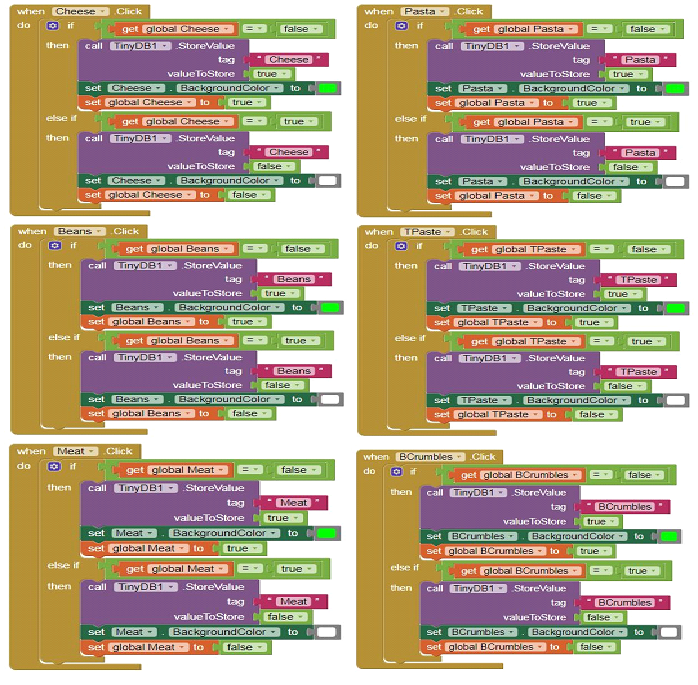 when Cheese .Click
do if get global Cheese = false
then call TinyDB1 .StoreValue
tag " Cheese "
valueToStore true
set Cheese . BackgroundColor to
set global Cheese to true
else if get global Cheese = true
then call TinyDB1 .StoreValue
tag " Cheese "
valueToStore false
set Cheese . BackgroundColor to
set global Cheese to false
when Pasta .Click
do if get global Pasta = false
then call TinyDB1 .StoreValue
tag " Pasta "
valueToStore true
set Pasta . BackgroundColor to
set global Pasta to true
else if get global Pasta = true
then call TinyDB1 .StoreValue
tag " Pasta "
valueToStore false
set Pasta . BackgroundColor to
set global Pasta to false
when Beans .Click
do if get global Beans = false
then call TinyDB1 .StoreValue
tag " Beans "
valueToStore true
set Beans . BackgroundColor to
set global Beans to true
else if get global Beans = true
then call TinyDB1 .StoreValue
tag " Beans "
valueToStore false
set Beans . BackgroundColor to
set global Beans to false
when TPaste .Click
do if get global TPaste = false
then call TinyDB1 .StoreValue
tag " TPaste "
valueToStore true
set TPaste . BackgroundColor to
set global TPaste to true
else if get global TPaste = true
then call TinyDB1 .StoreValue
tag " TPaste "
valueToStore false
set TPaste . BackgroundColor to
set global TPaste to false
when Meat .Click
do if get global Meat = false
then call TinyDB1 .StoreValue
tag " Meat "
valueToStore true
set Meat . BackgroundColor to
set global Meat to true
else if get global Meat = true
then call TinyDB1 .StoreValue
tag " Meat "
valueToStore false
set Meat . BackgroundColor to
set global Meat to false
when BCrumbles .Click
do if get global BCrumbles = false
then call TinyDB1 .StoreValue
tag " BCrumbles "
valueToStore true
set BCrumbles . BackgroundColor to
set global BCrumbles to true
else if get global BCrumbles = true
then call TinyDB1 .StoreValue
tag " BCrumbles "
valueToStore false
set BCrumbles . BackgroundColor to
set global BCrumbles to false